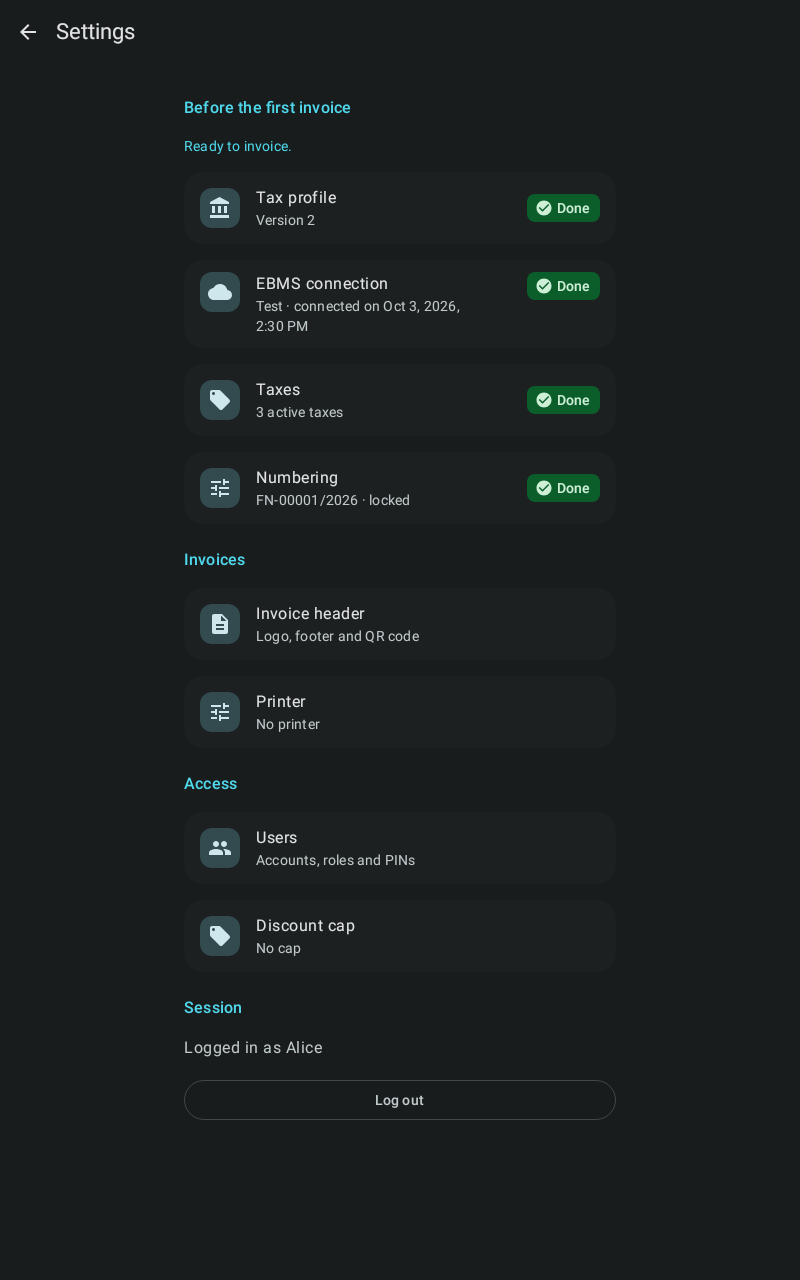 Settings
Before the first invoice
Ready to invoice.
Tax profile
Version 2
Done
EBMS connection
Test · connected on Oct 3, 2026,
2:30 PM
Done
Taxes
3 active taxes
Done
Numbering
FN-00001/2026 · locked
Done
Invoices
Invoice header
Logo, footer and QR code
Printer
No printer
Access
Users
Accounts, roles and PINs
Discount cap
No cap
Session
Logged in as Alice
Log out